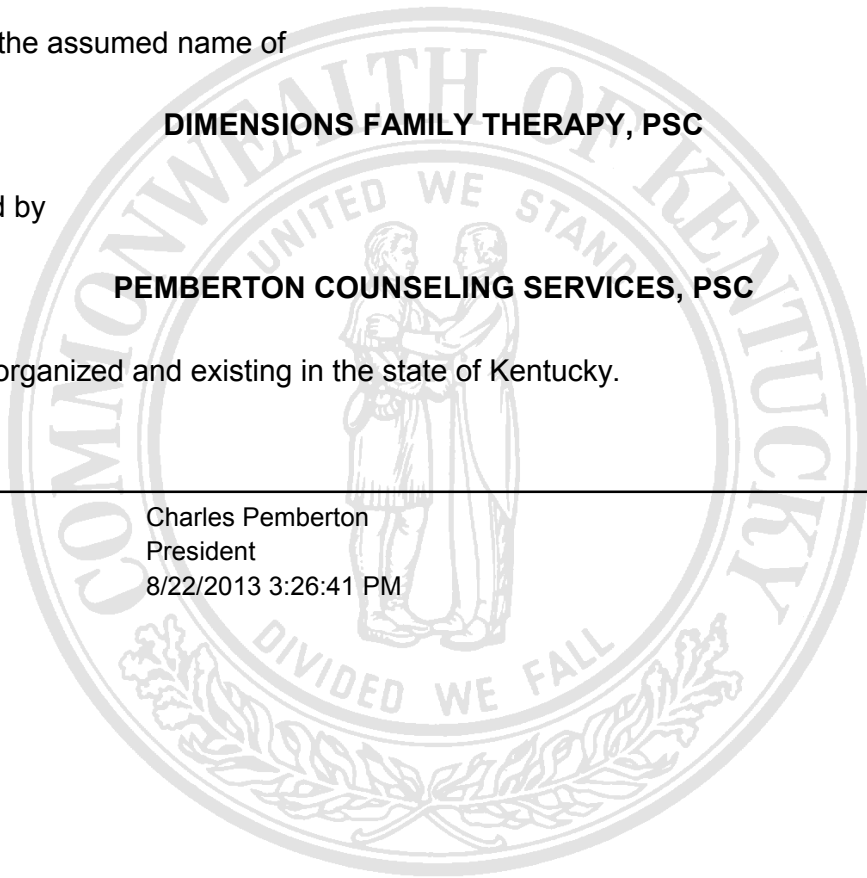 the assumed name of
DIMENSIONS FAMILY THERAPY, PSC
d by
PEMBERTON COUNSELING SERVICES, PSC
organized and existing in the state of Kentucky.
Charles Pemberton
President
8/22/2013 3:26:41 PM
COMMONWEALTH OF KENTUCKY
UNITED WE STAND
DIVIDED WE FALL